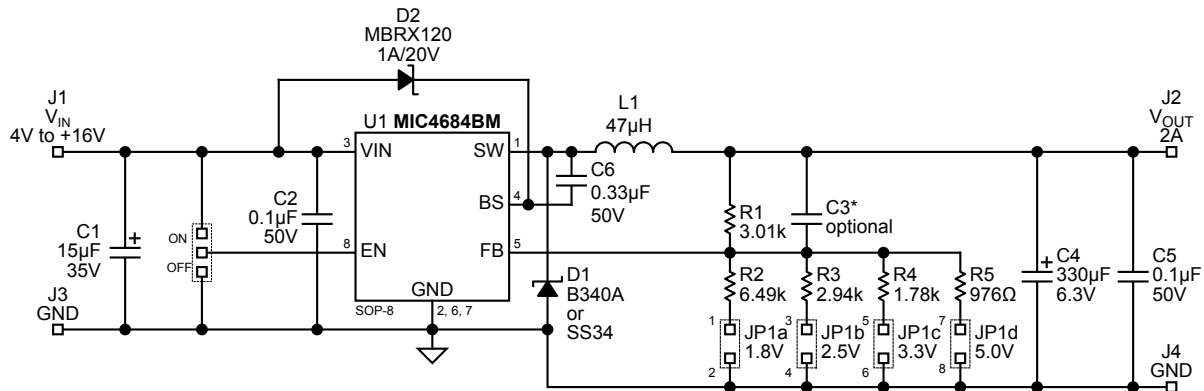 D2
MBRX120
1A/20V
J1
VIN
4V to +16V
U1 MIC4684BM
L1
47µH
J2
VOUT
2A
3
VIN
SW
1
C6
0.33µF
50V
BS
4
C2
0.1µF
50V
R1
3.01k
C3*
optional
C1
15µF
35V
+
ON
OFF
8
EN
FB
5
R2
6.49k
R3
2.94k
R4
1.78k
R5
976Ω
C4
330µF
6.3V
+
C5
0.1µF
50V
D1
B340A
or
SS34
GND
SOP-8
2, 6, 7
J3
GND
1
JP1a
1.8V
2
3
JP1b
2.5V
4
5
JP1c
3.3V
6
7
JP1d
5.0V
8
J4
GND